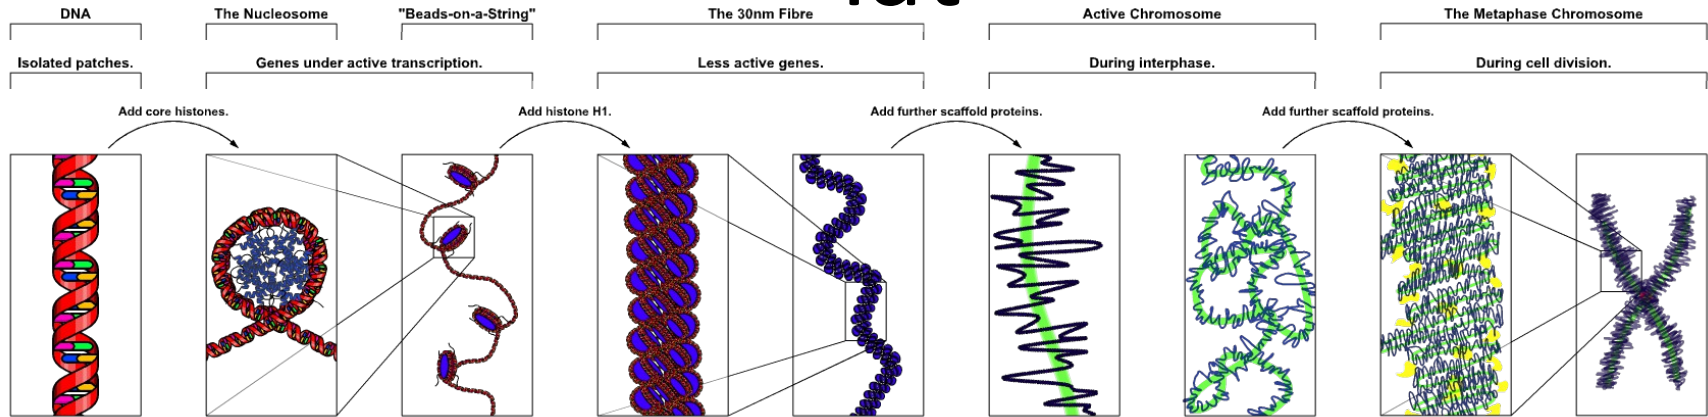 DNA
The Nucleosome
"Beads-on-a-String"
The 30nm Fibre
Active Chromosome
The Metaphase Chromosome
Isolated patches.
Genes under active transcription.
Less active genes.
During interphase.
During cell division.
Add core histones.
Add histone H1.
Add further scaffold proteins.
Add further scaffold proteins.